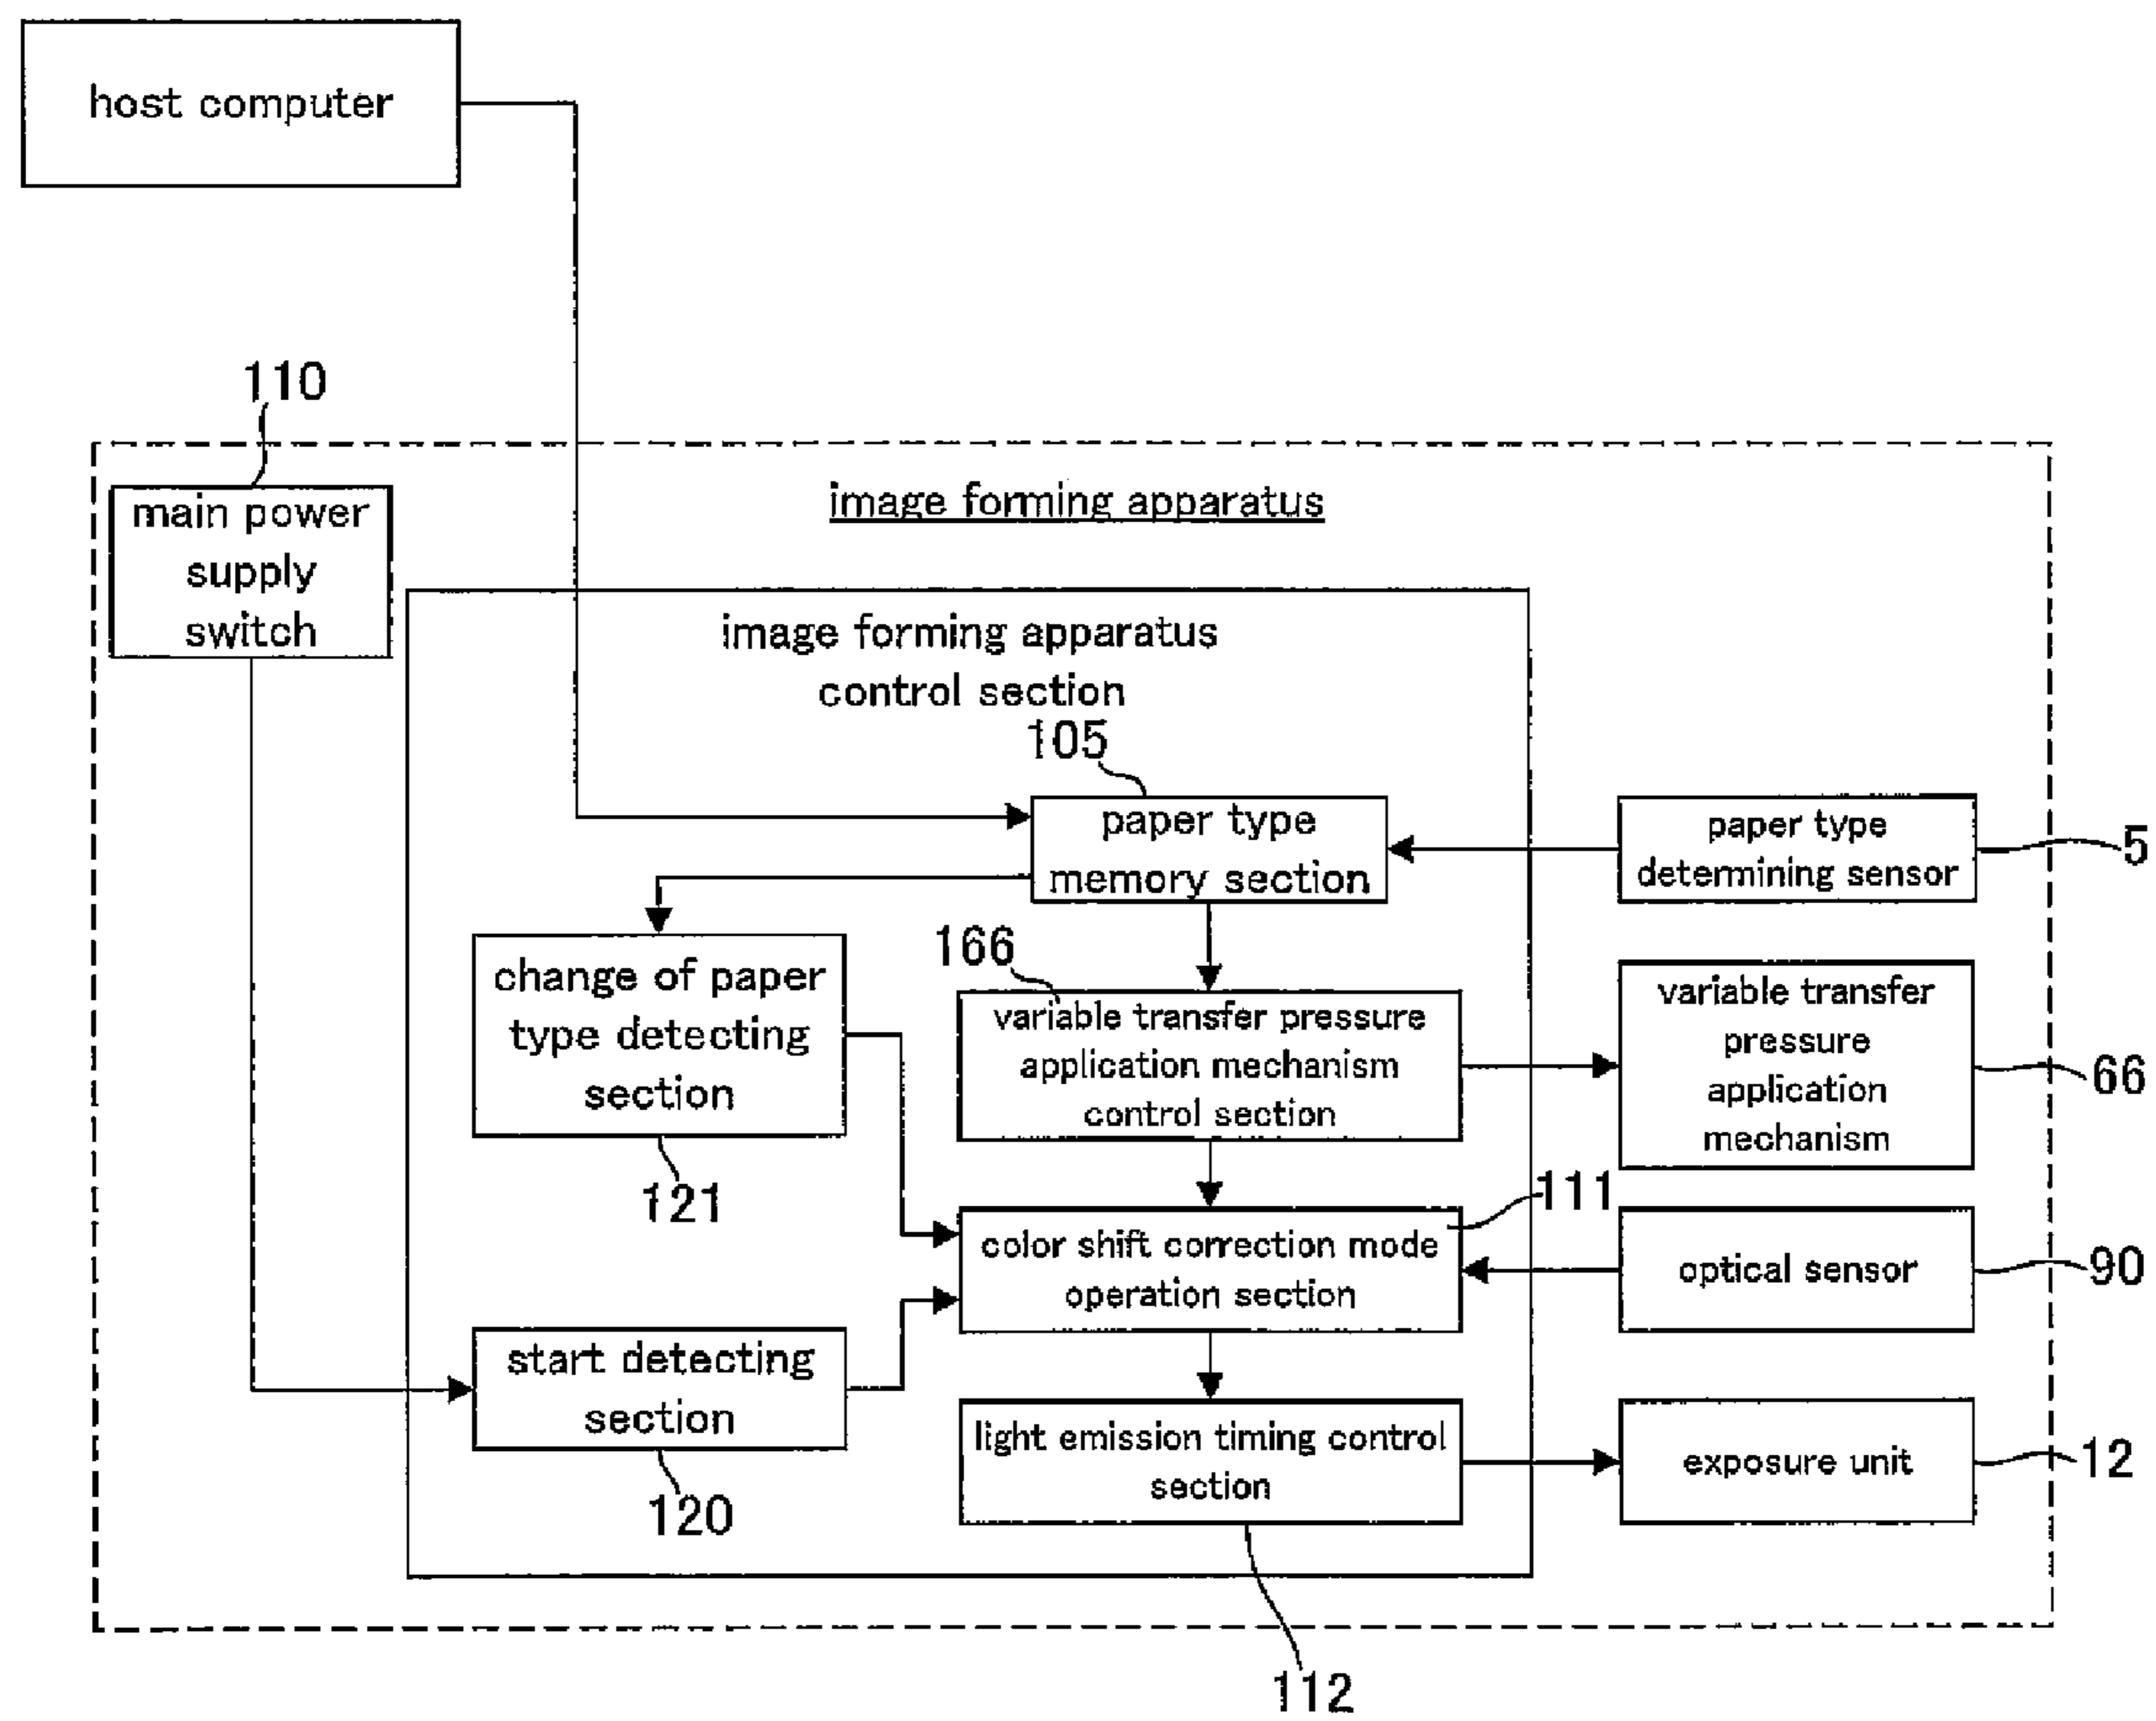 host computer
110
main power
supply
switch
image forming apparatus
image forming apparatus
control section
105
paper type
memory section
paper type
determining sensor
5
change of paper
type detecting
section
121
166
variable transfer pressure
application mechanism
control section
variable transfer
pressure
application
mechanism
66
111
color shift correction mode
operation section
optical sensor
90
start detecting
section
120
light emission timing control
section
112
exposure unit
12